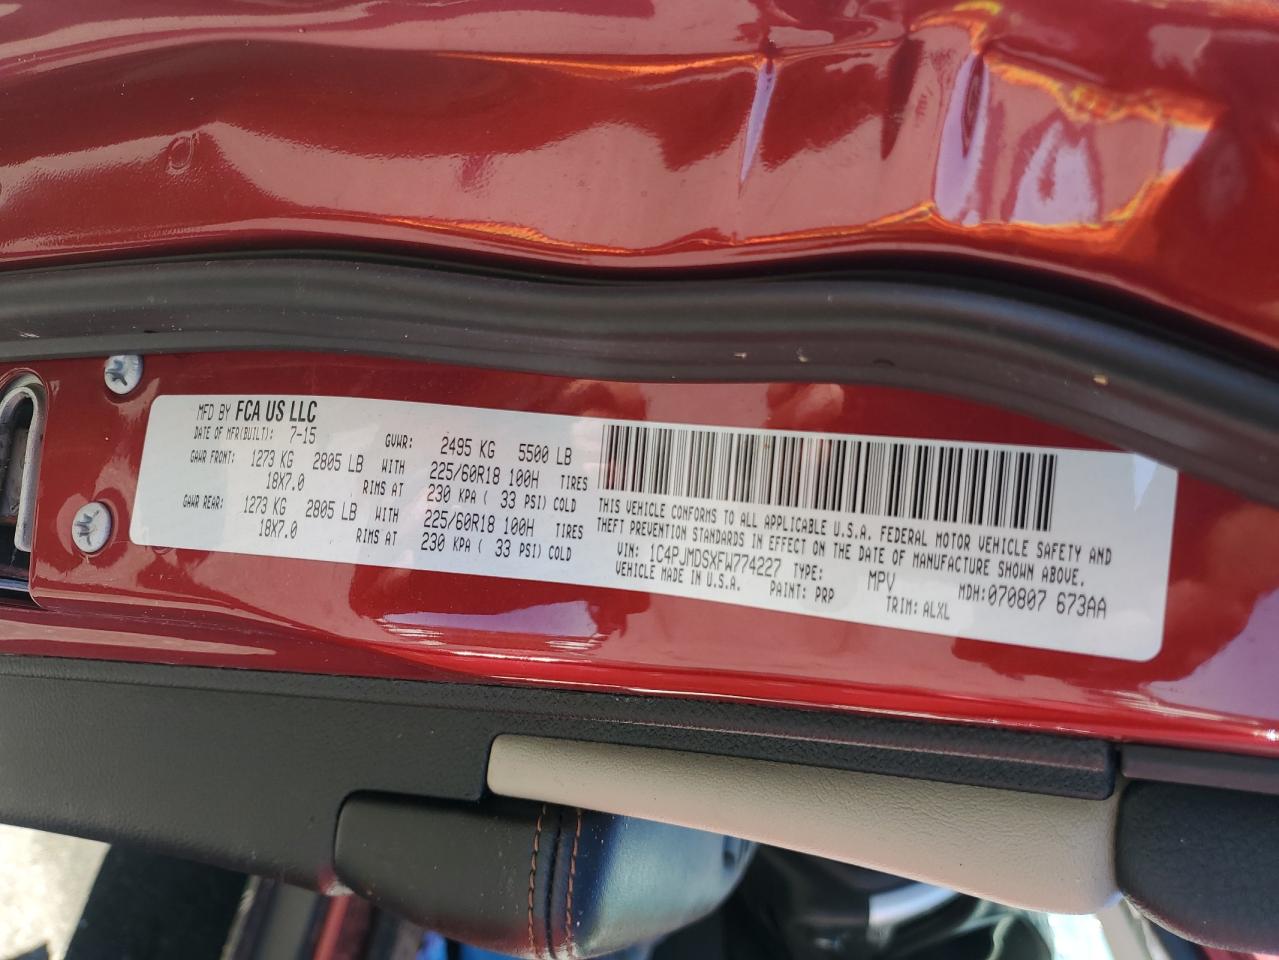 MFD BY FCA US LLC
DATE OF MFR(BUILT): 7-15 GVWR: 2495 KG 5500 LB
GAWR FRONT: 1273 KG 2805 LB WITH 225/60R18 100H TIRES
18X7.0 RIMS AT 230 KPA ( 33 PSI) COLD
GAWR REAR: 1273 KG 2805 LB WITH 225/60R18 100H TIRES
18X7.0 RIMS AT 230 KPA ( 33 PSI) COLD
THIS VEHICLE CONFORMS TO ALL APPLICABLE U.S.A. FEDERAL MOTOR VEHICLE SAFETY AND
THEFT PREVENTION STANDARDS IN EFFECT ON THE DATE OF MANUFACTURE SHOWN ABOVE.
VIN: 1C4PJMDSXFW774227 TYPE: MPV MDH:070807 673AA
VEHICLE MADE IN U.S.A. PAINT: PRP TRIM: ALXL